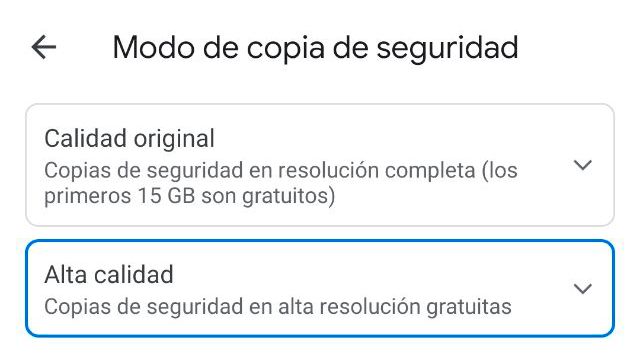 Modo de copia de seguridad
Calidad original
Copias de seguridad en resolución completa (los
primeros 15 GB son gratuitos)
Alta calidad
Copias de seguridad en alta resolución gratuitas